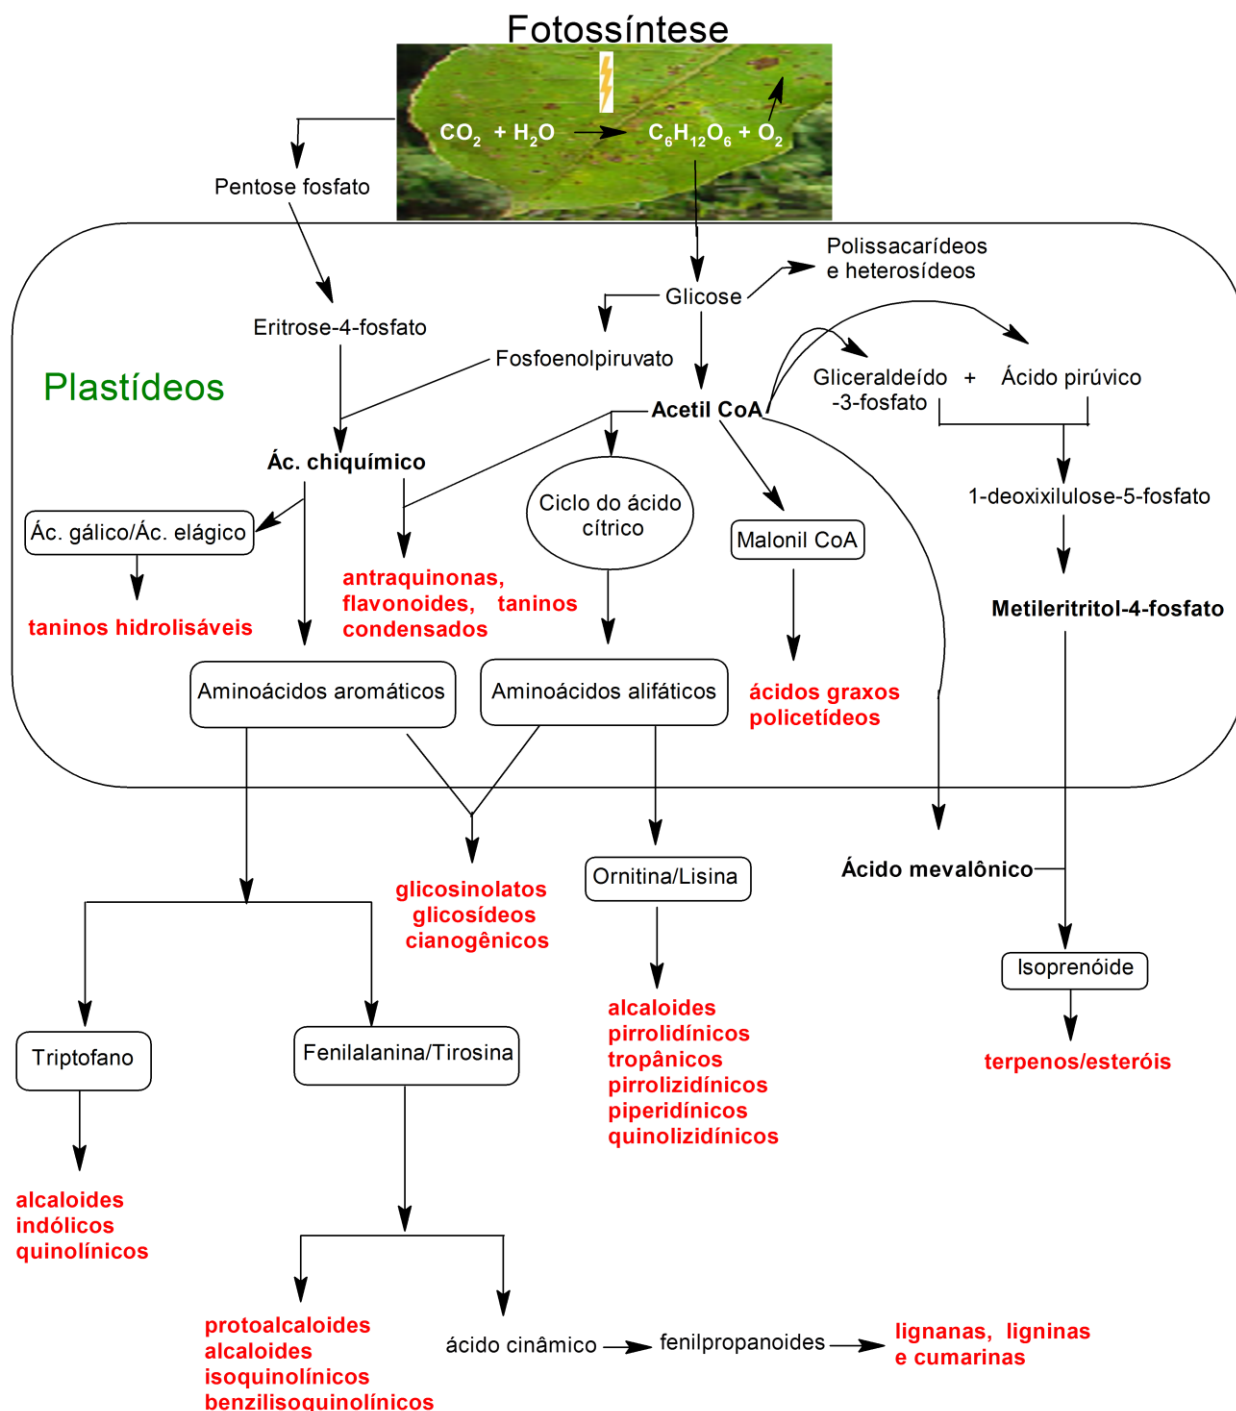 Fotossíntese
CO2 + H2O → C6H12O6 + O2
Pentose fosfato
Polissacarídeos
e heterosídeos
Glicose
Eritrose-4-fosfato
Fosfoenolpiruvato
Plastídeos
Gliceraldeído + Ácido pirúvico
-3-fosfato
Acetil CoA
Ác. chiquímico
1-deoxixilulose-5-fosfato
Ác. gálico/Ác. elágico
Ciclo do ácido
cítrico
Malonil CoA
antraquinonas,
flavonoides, taninos
condensados
taninos hidrolisáveis
Metileritritol-4-fosfato
Aminoácidos aromáticos
Aminoácidos alifáticos
ácidos graxos
policetídeos
glicosinolatos
glicosídeos
cianogênicos
Ornitina/Lisina
Ácido mevalônico
Isoprenóide
alcaloides
pirrolidínicos
tropânicos
pirrolizidínicos
piperidínicos
quinolizidínicos
terpenos/esteróis
Triptofano
Fenilalanina/Tirosina
alcaloides
indólicos
quinolínicos
protoalcaloides
alcaloides
isoquinolínicos
benzilisoquinolínicos
ácido cinâmico
fenilpropanoides
lignanas, ligninas
e cumarinas